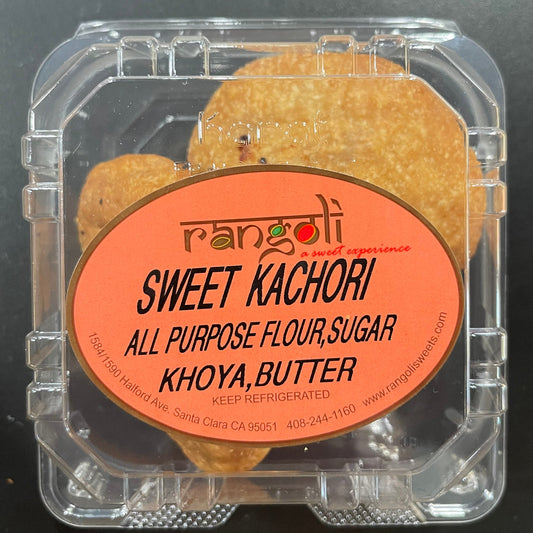 rangoli
a sweet experience
SWEET KACHORI
ALL PURPOSE FLOUR,SUGAR
KHOYA,BUTTER
KEEP REFRIGERATED
1584/1590 Halford Ave. Santa Clara CA 95051 408-244-1160 www.rangolisweets.com